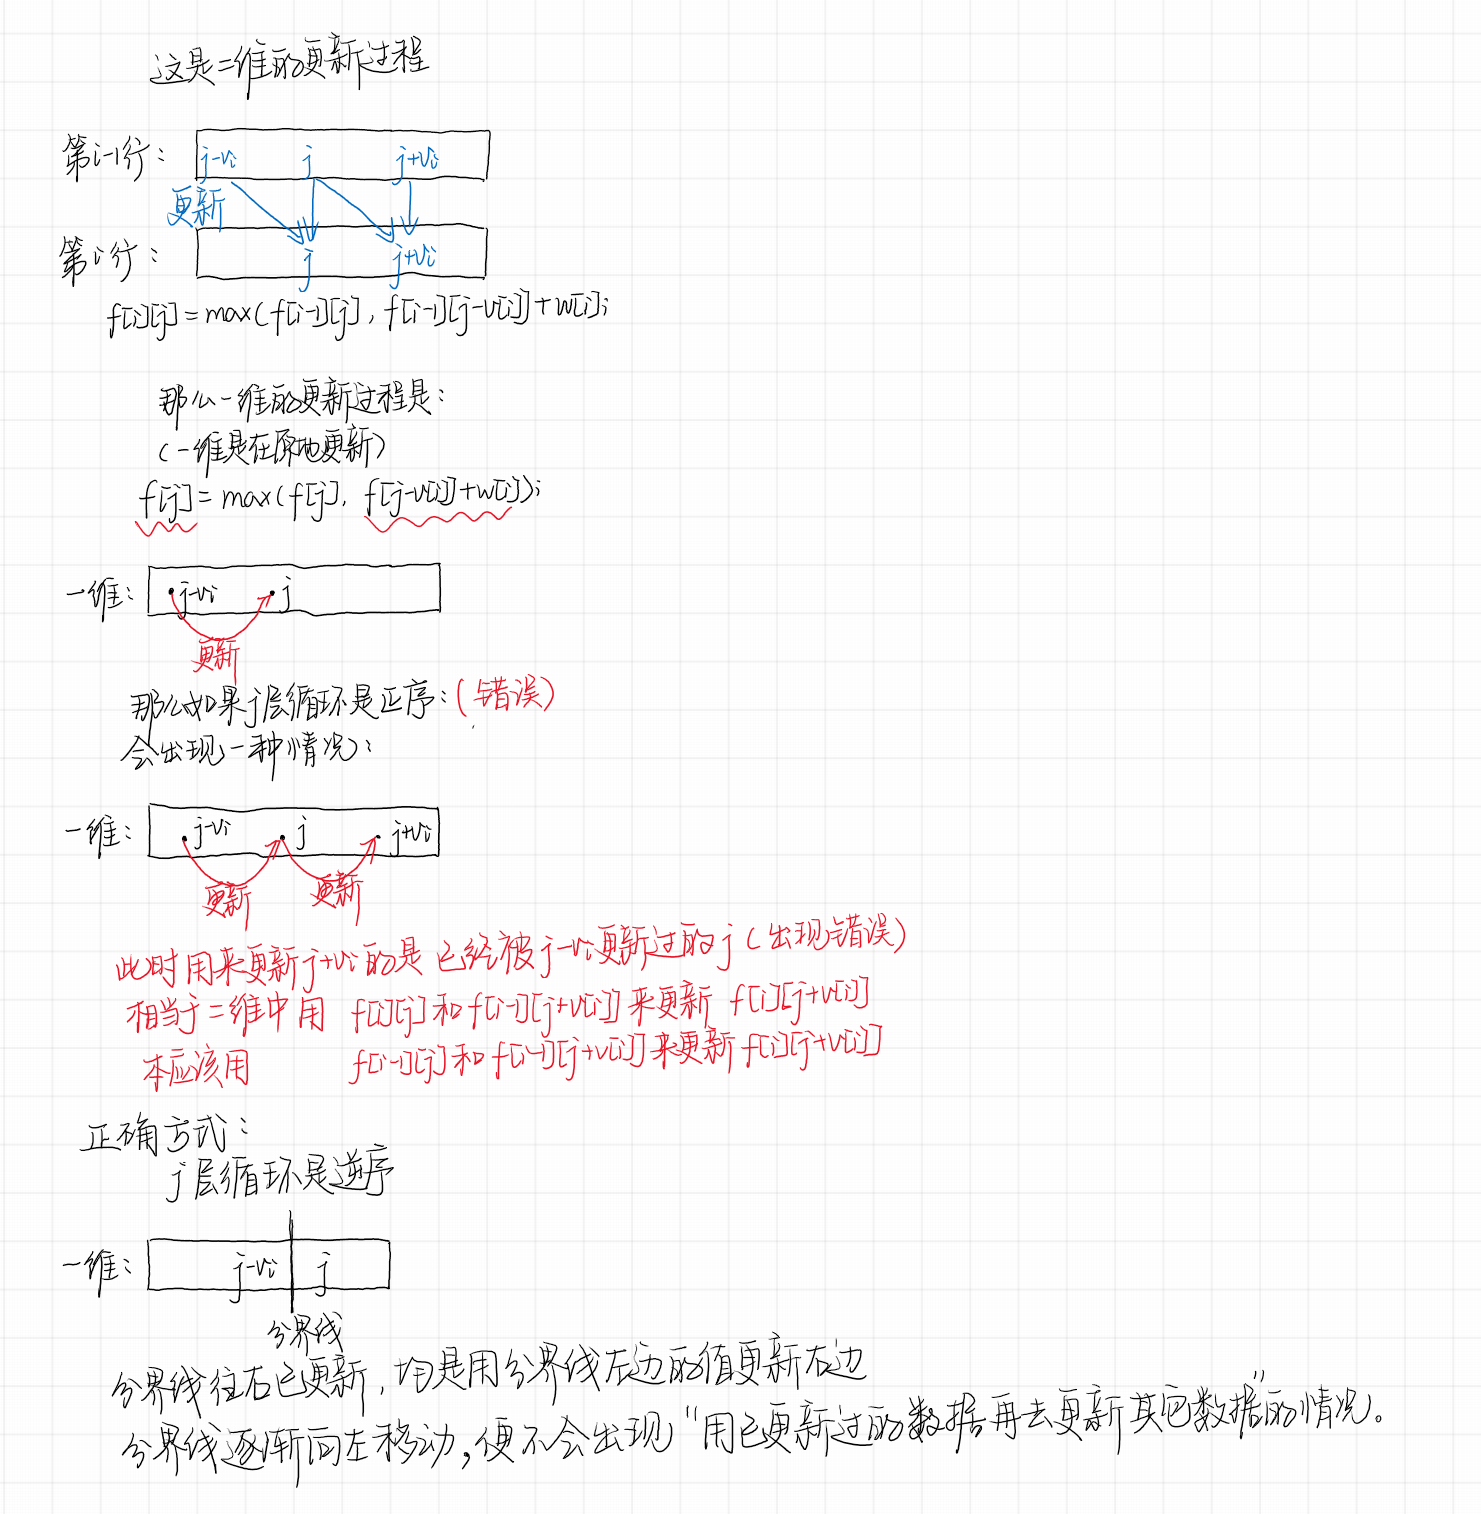 这是二维的更新过程
第i-1行: j-vi j j+vi
更新
第i行: j j+vi
f[i][j]=max(f[i-1][j],f[i-1][j-v[i]]+w[i];
那么一维的更新过程是:
(一维是在原地更新)
f[j]=max(f[j],f[j-v[i]]+w[i]);
一维: j-vi j
更新
那么如果j层循环是正序:(错误)
会出现一种情况:
一维: j-vi j j+vi
更新 更新
此时用来更新j+vi的是已经被j-vi更新过的j(出现错误)
相当于二维中用 f[i][j]和f[i-1][j+v[i]]来更新 f[i][j+v[i]]
本应该用 f[i-1][j]和f[i-1][j+v[i]]来更新f[i][j+v[i]]
正确方式:
j层循环是逆序
一维: j-vi j
分界线
分界线往右已更新,均是用分界线左边的值更新右边
分界线逐渐向左移动,便不会出现“用已更新过的数据再去更新其它数据”的情况。